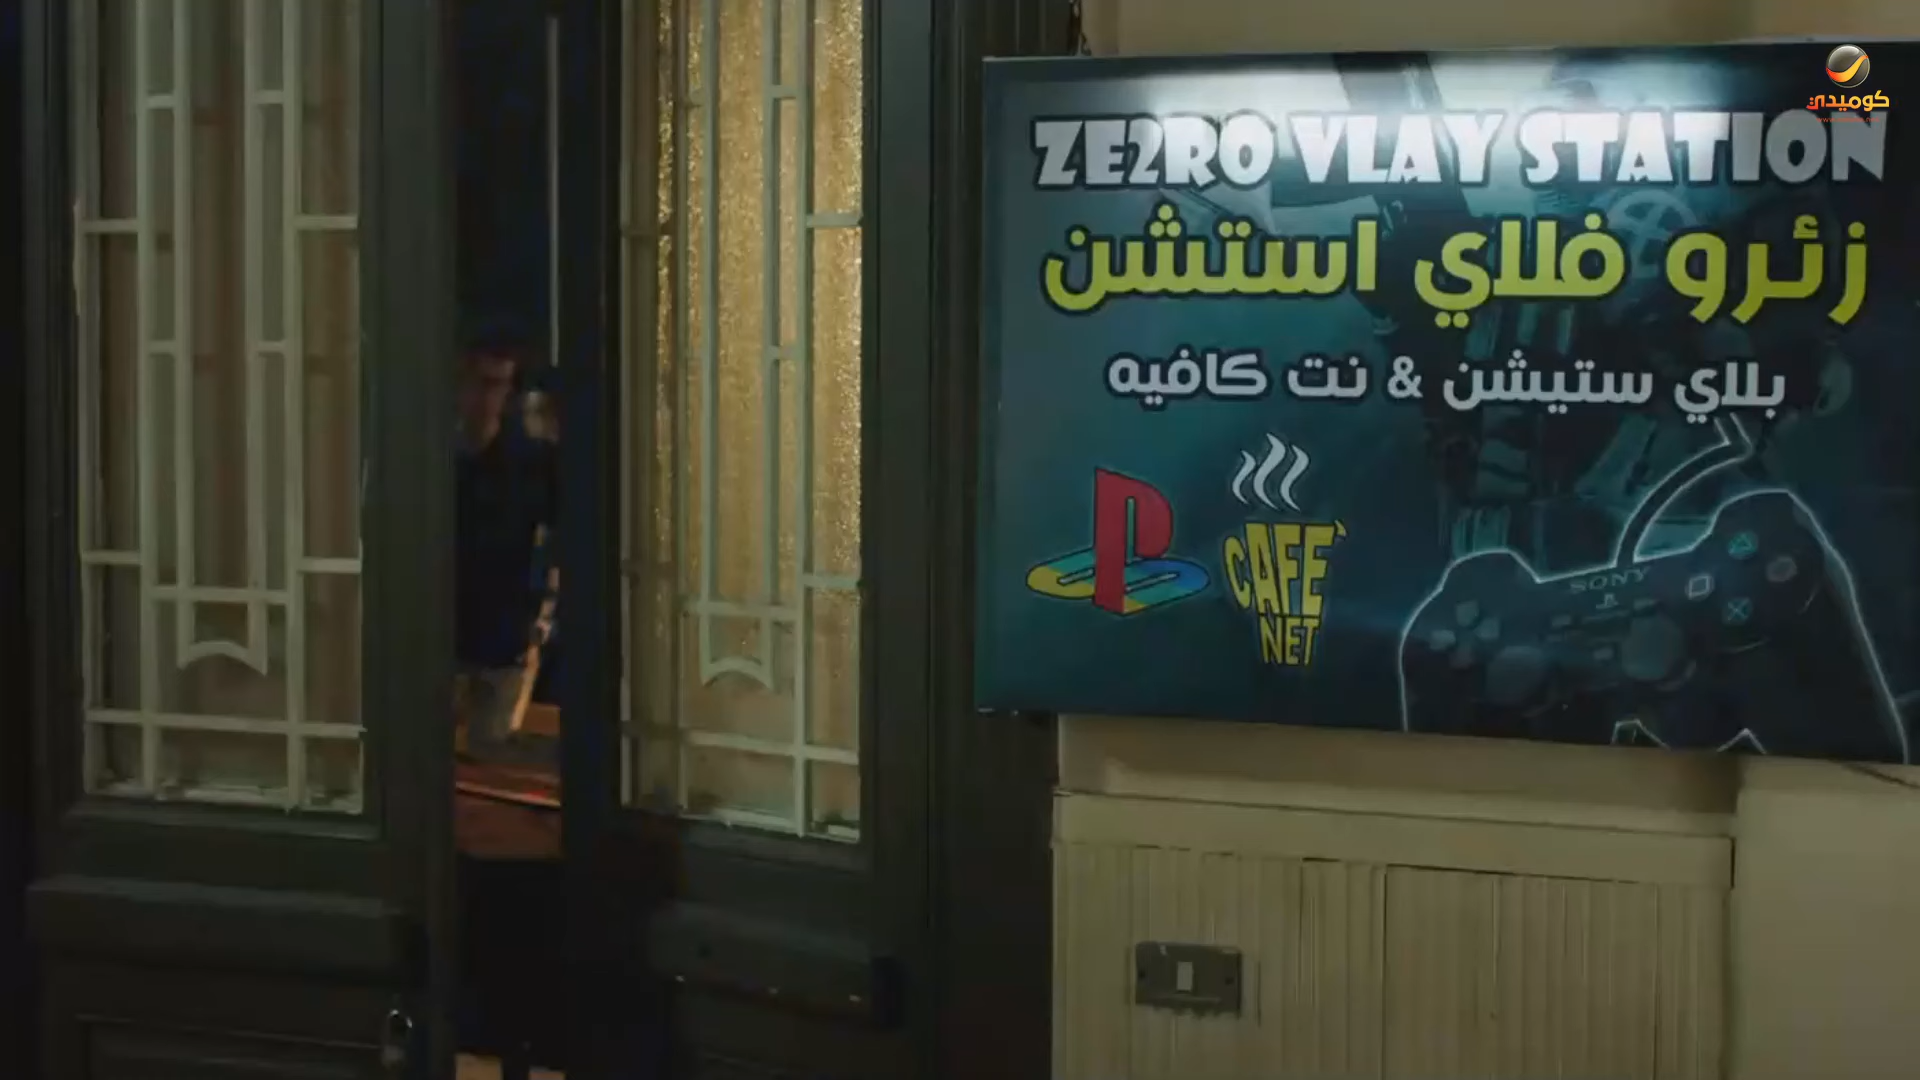 كوميدي
ZE2RO VLAY STATION
زئرو فلاي استشن
بلاي ستيشن & نت كافيه
CAFE`
NET
SONY